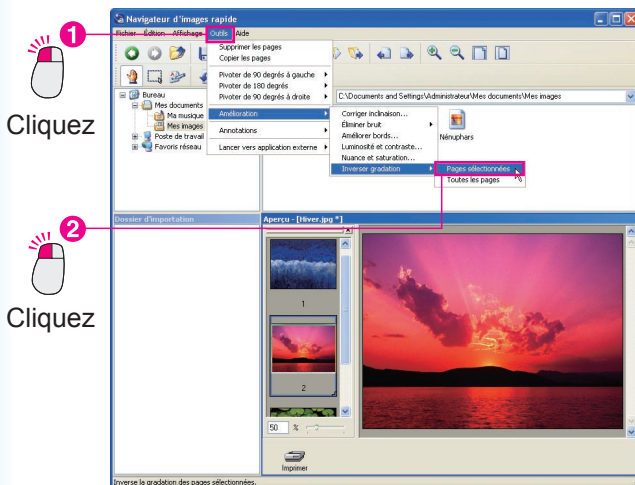 Navigateur d'images rapide
Fichier Édition Affichage Outils Aide
1
Cliquez
Supprimer les pages
Copier les pages
Pivoter de 90 degrés à gauche
Pivoter de 180 degrés
Pivoter de 90 degrés à droite
Amélioration
Annotations
Lancer vers application externe
Bureau
Mes documents
Ma musique
Mes images
Poste de travail
Favoris réseau
C:\Documents and Settings\Administrateur\Mes documents\Mes images
Corriger inclinaison...
Éliminer bruit
Améliorer bords...
Luminosité et contraste...
Nuance et saturation...
Inverser gradation
Nénuphars
Pages sélectionnées
Toutes les pages
2
Cliquez
Dossier d'importation
Aperçu - [Hiver.jpg *]
1
2
50 %
Imprimer
Inverse la gradation des pages sélectionnées.